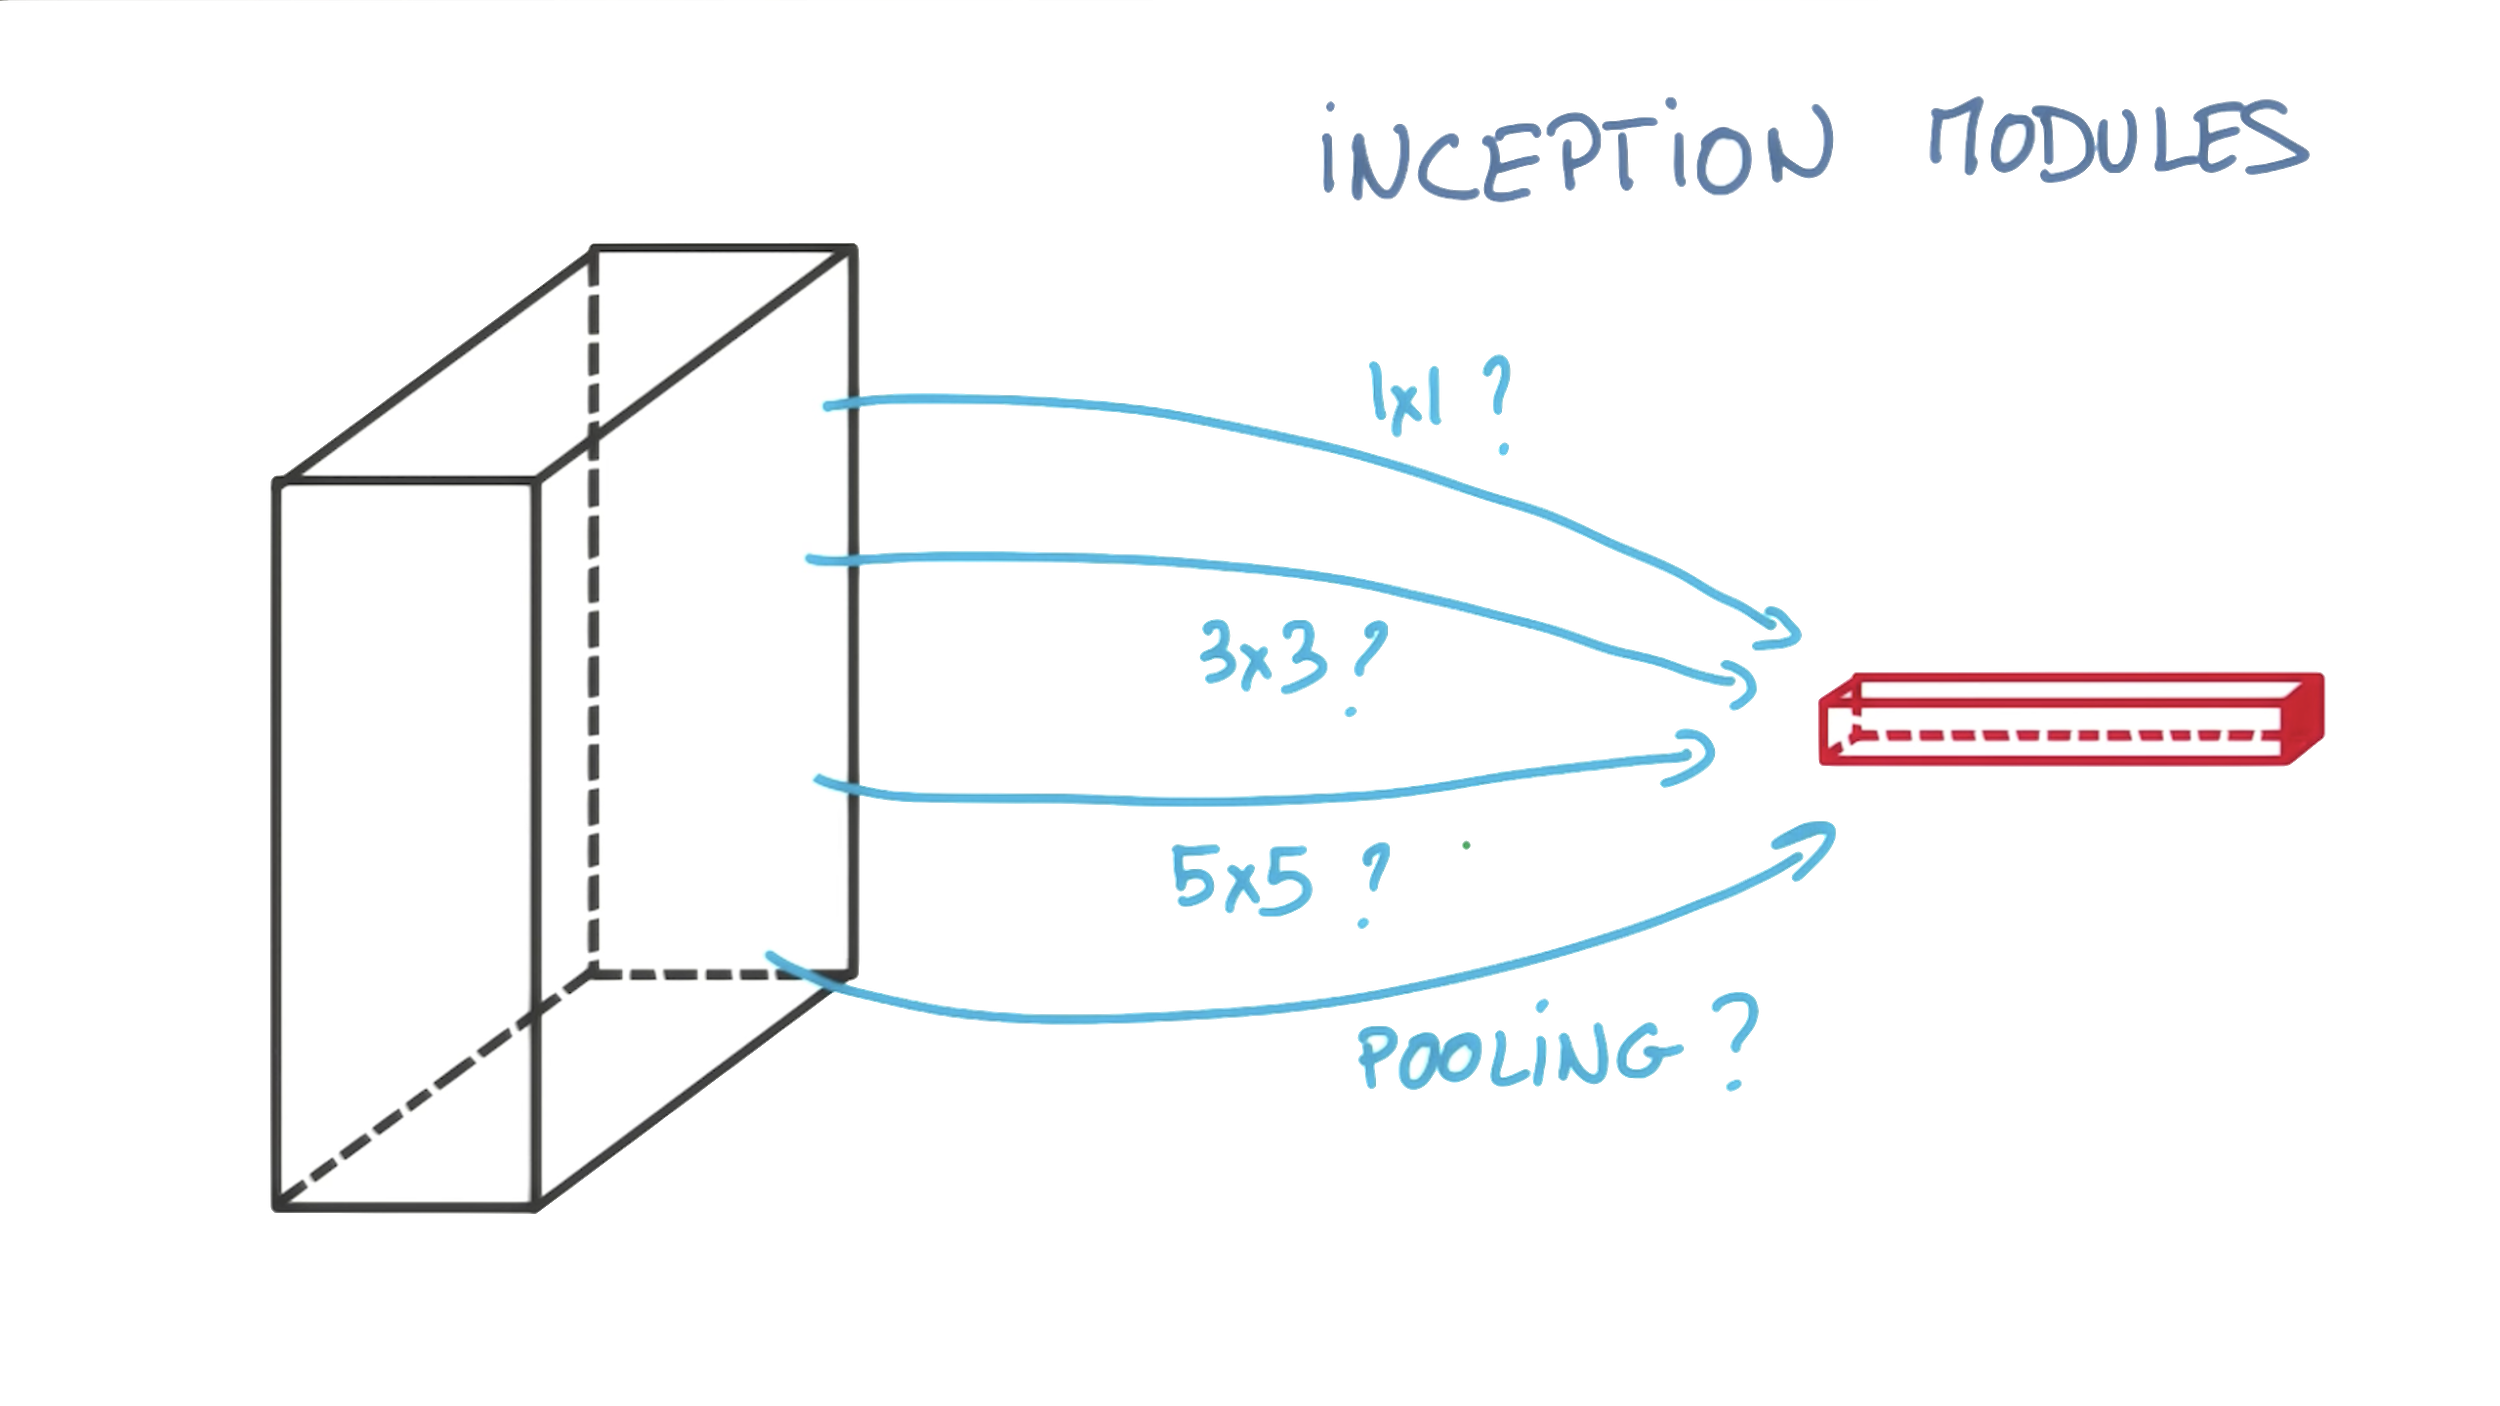 INCEPTION MODULES
1x1 ?
3x3 ?
5x5 ?
POOLING ?